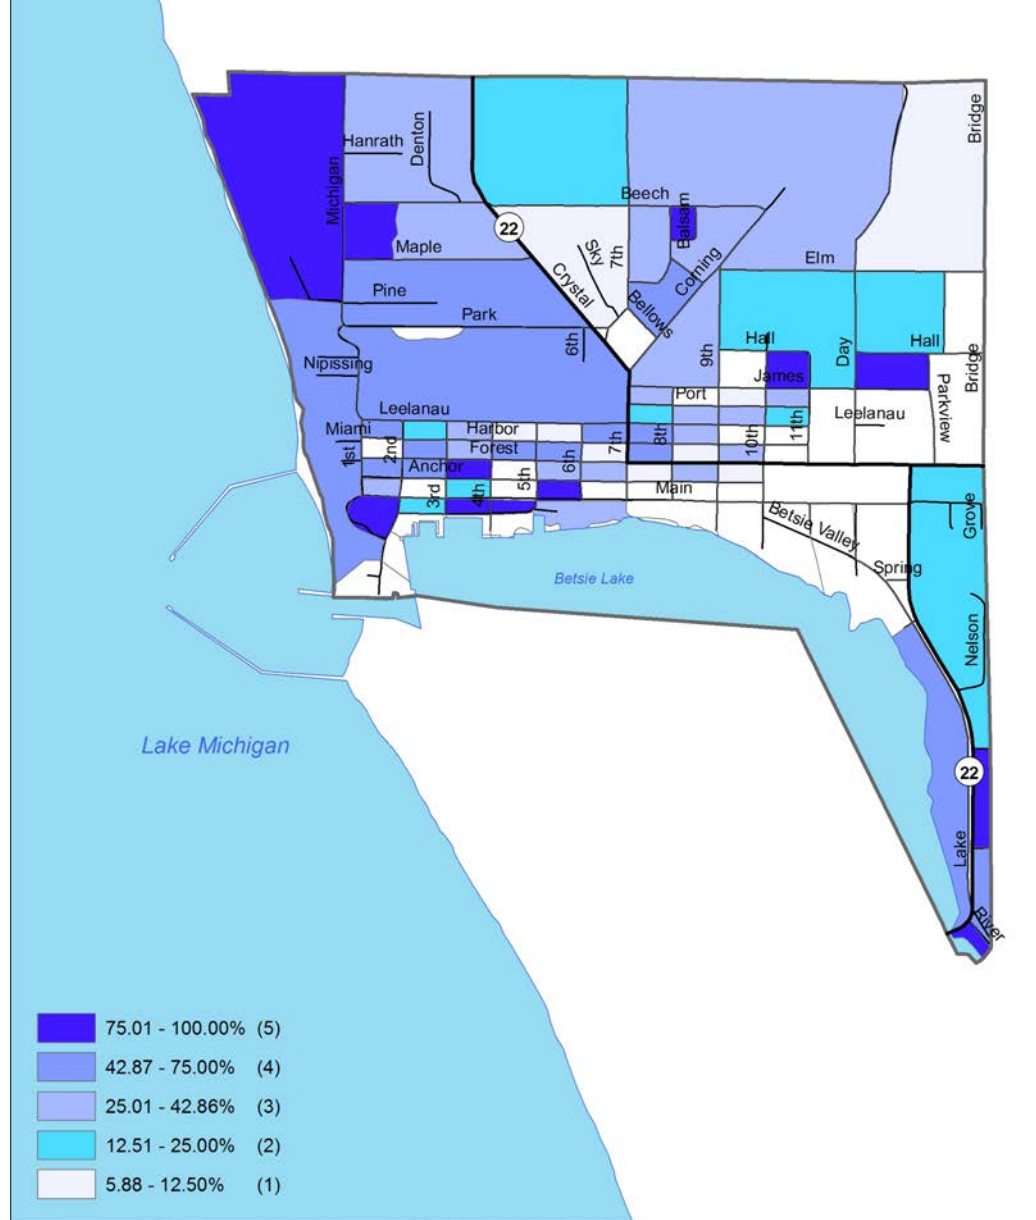 Bridge
Hanrath
Denton
Michigan
Beech
Balsam
22
Maple
Sky
7th
Corning
Elm
Crystal
Pine
Bellows
Park
6th
9th
Hall
Day
Hall
Bridge
Nipissing
James
Port
Parkview
Leelanau
Leelanau
Miami
Harbor
1st
2nd
Forest
7th
8th
10th
11th
Anchor
6th
5th
4th
3rd
Main
Betsie Valley
Grove
Spring
Betsie Lake
Nelson
Lake Michigan
22
Lake
River
75.01 - 100.00% (5)
42.87 - 75.00% (4)
25.01 - 42.86% (3)
12.51 - 25.00% (2)
5.88 - 12.50% (1)